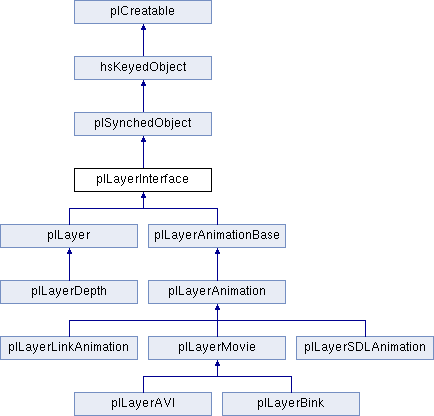 plCreatable
hsKeyedObject
plSynchedObject
plLayerInterface
plLayer
plLayerAnimationBase
plLayerDepth
plLayerAnimation
plLayerLinkAnimation
plLayerMovie
plLayerSDLAnimation
plLayerAVI
plLayerBink